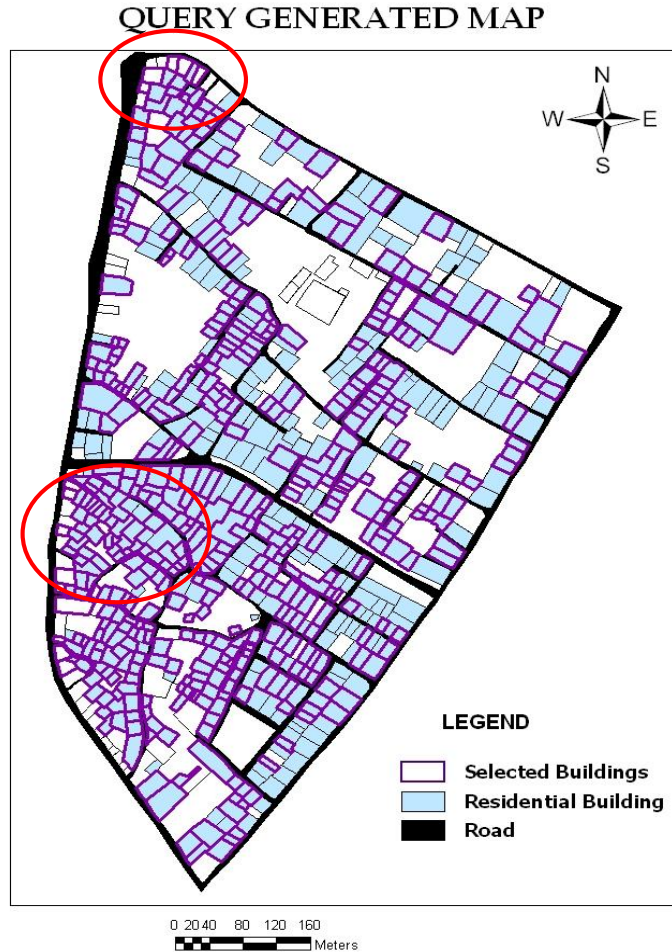 QUERY GENERATED MAP
N
W E
S
LEGEND
Selected Buildings
Residential Building
Road
0 20 40 80 120 160
Meters